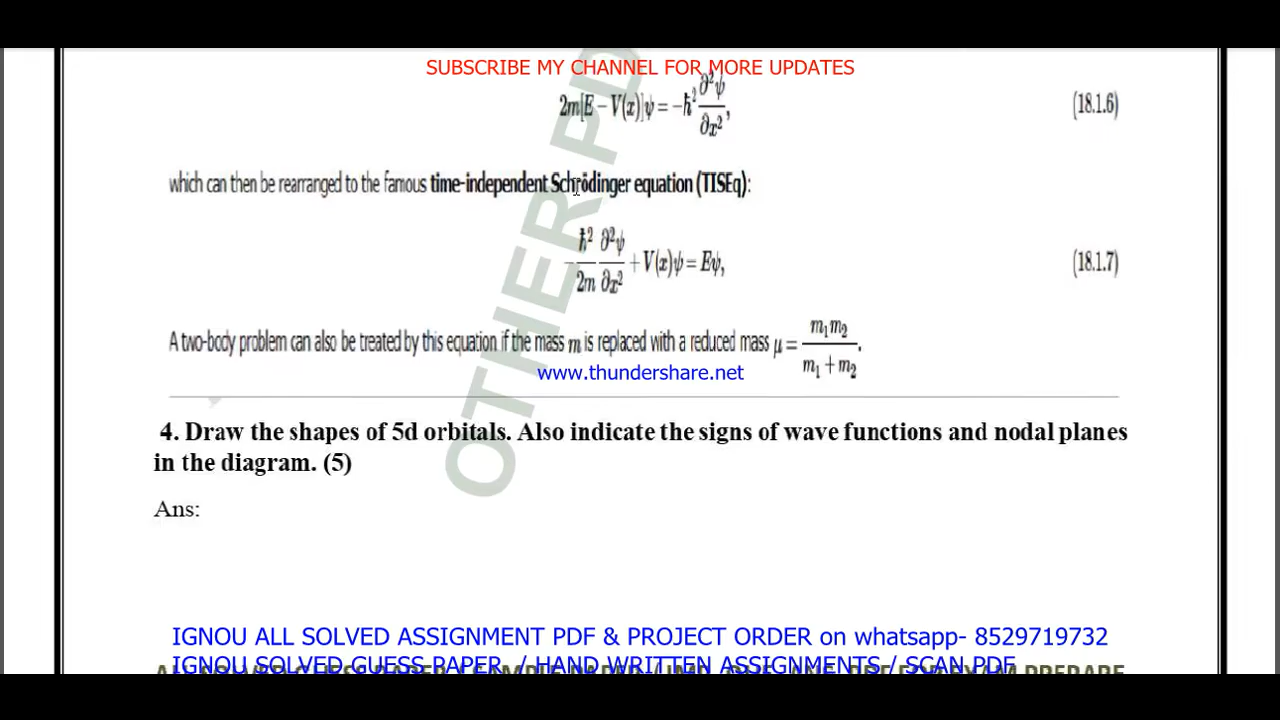 SUBSCRIBE MY CHANNEL FOR MORE UPDATES
2m[E − V(x)]ψ = −ħ² ∂²ψ/∂x², (18.1.6)
which can then be rearranged to the famous time-independent Schrödinger equation (TISEq):
−ħ²/2m ∂²ψ/∂x² + V(x)ψ = Eψ, (18.1.7)
A two-body problem can also be treated by this equation if the mass m is replaced with a reduced mass μ = m₁m₂/m₁ + m₂.
www.thundershare.net
4. Draw the shapes of 5d orbitals. Also indicate the signs of wave functions and nodal planes
in the diagram. (5)
Ans:
OTHER PD
IGNOU ALL SOLVED ASSIGNMENT PDF & PROJECT ORDER on whatsapp- 8529719732
IGNOU SOLVED GUESS PAPER / HAND WRITTEN ASSIGNMENTS / SCAN PDF